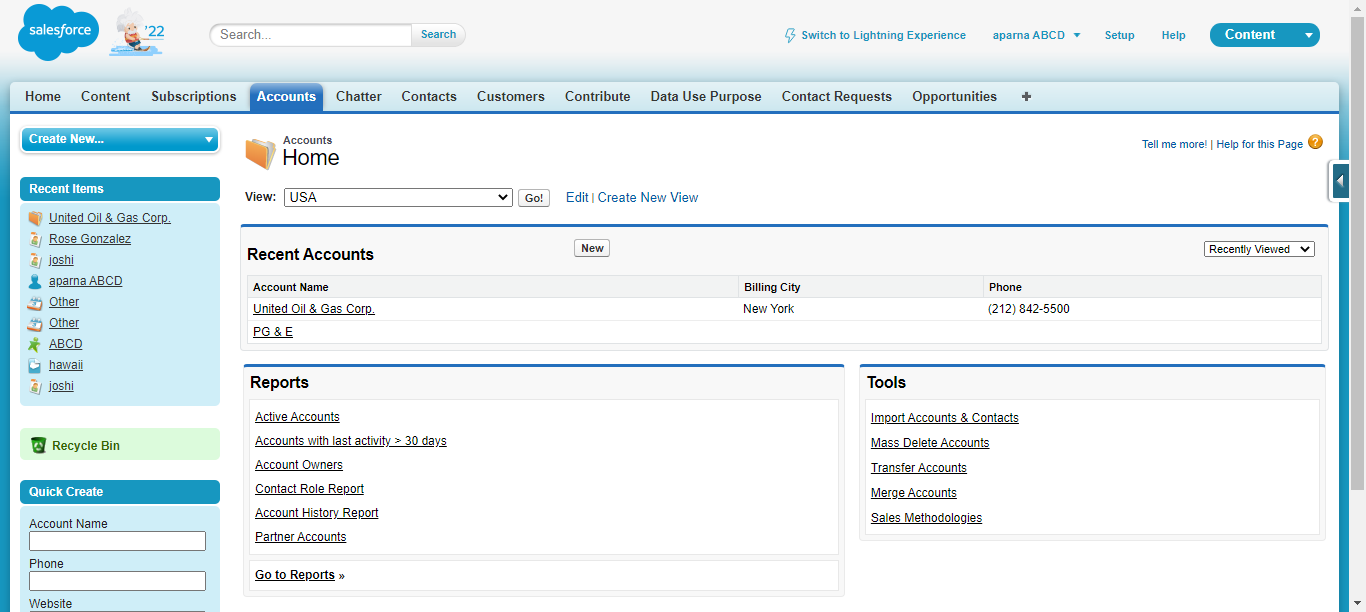 salesforce
'22
Search...
Search
Switch to Lightning Experience
aparna ABCD
Setup
Help
Content
Home Content Subscriptions Accounts Chatter Contacts Customers Contribute Data Use Purpose Contact Requests Opportunities +
Create New...
Recent Items
United Oil & Gas Corp.
Rose Gonzalez
joshi
aparna ABCD
Other
Other
ABCD
hawaii
joshi
Recycle Bin
Quick Create
Account Name
Phone
Website
Accounts
Home
Tell me more! | Help for this Page ?
View: USA Go! Edit | Create New View
Recent Accounts New Recently Viewed
Account Name Billing City Phone
United Oil & Gas Corp. New York (212) 842-5500
PG & E
Reports
Active Accounts
Accounts with last activity > 30 days
Account Owners
Contact Role Report
Account History Report
Partner Accounts
Go to Reports »
Tools
Import Accounts & Contacts
Mass Delete Accounts
Transfer Accounts
Merge Accounts
Sales Methodologies